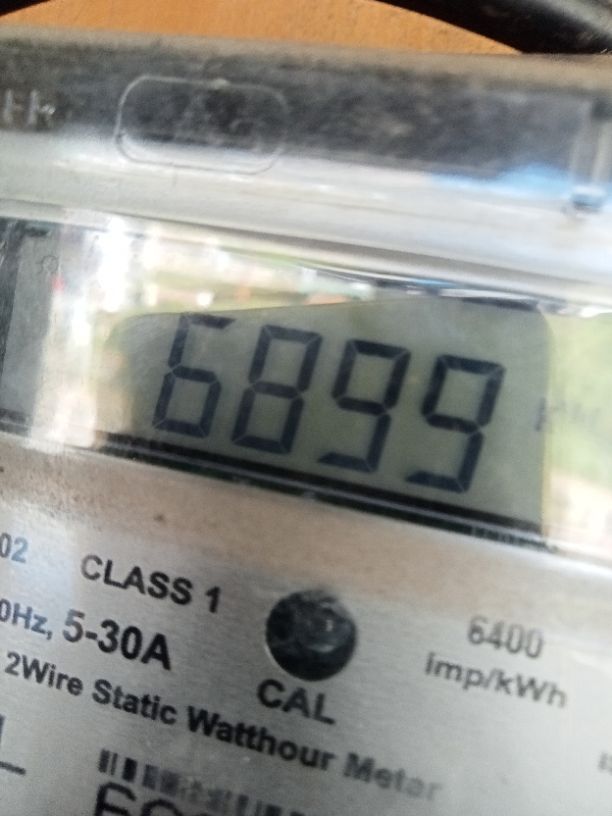 6899
02 CLASS 1
0Hz, 5-30A
6400
imp/kWh
2Wire Static Watthour Meter
CAL